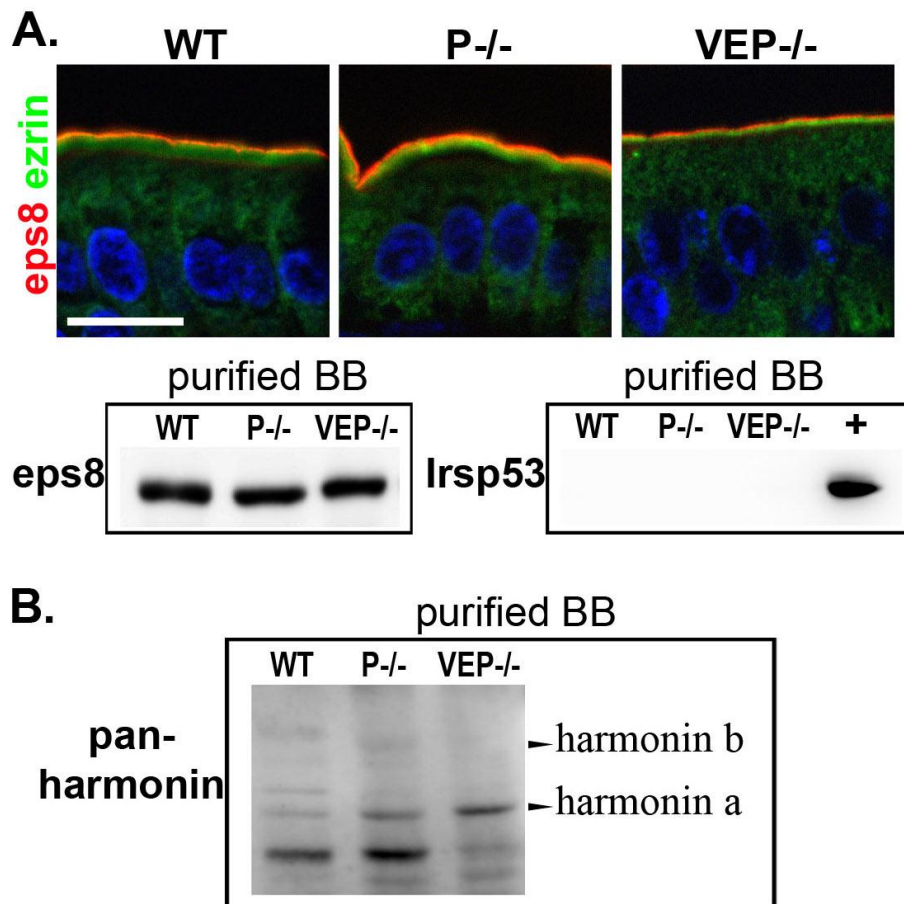 A.
WT P-/- VEP-/-
eps8 ezrin
purified BB
WT P-/- VEP-/-
eps8
purified BB
WT P-/- VEP-/- +
Irsp53
B.
purified BB
WT P-/- VEP-/-
pan-
harmonin
harmonin b
harmonin a